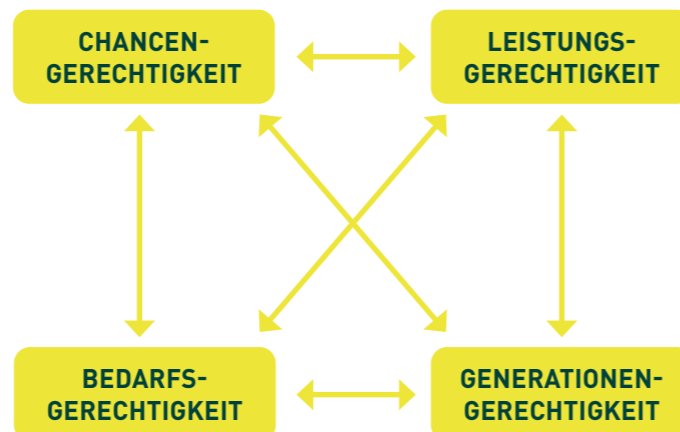 CHANCEN-
GERECHTIGKEIT
LEISTUNGS-
GERECHTIGKEIT
BEDARFS-
GERECHTIGKEIT
GENERATIONEN-
GERECHTIGKEIT